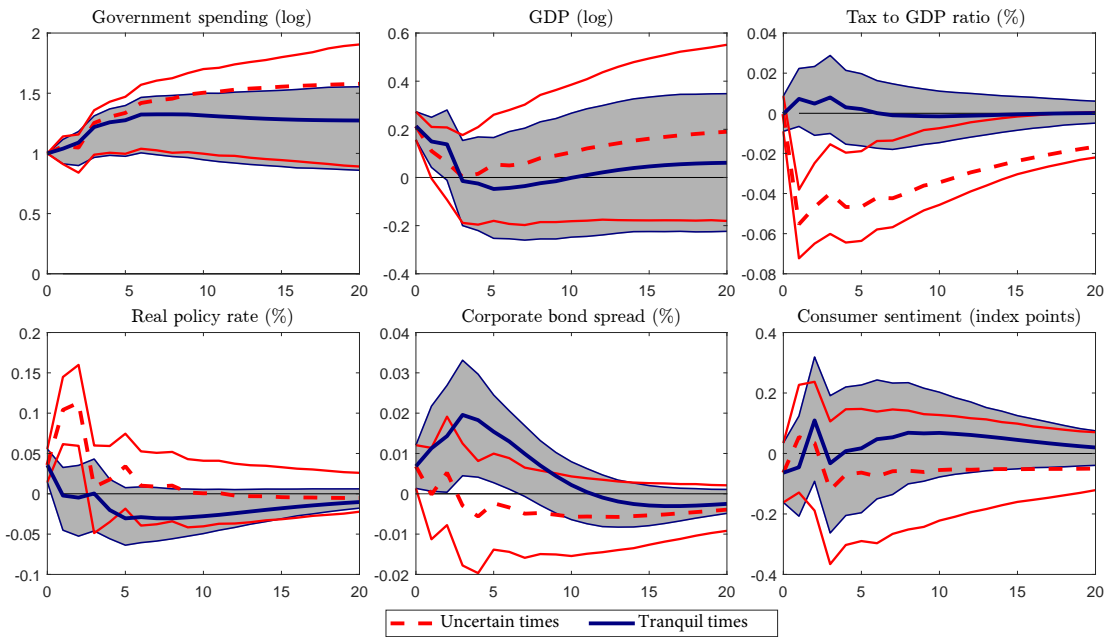 Government spending (log)
GDP (log)
Tax to GDP ratio (%)
2
1.5
1
0.5
0
0 5 10 15 20
0.6
0.4
0.2
0
-0.2
-0.4
0 5 10 15 20
0.04
0.02
0
-0.02
-0.04
-0.06
-0.08
0 5 10 15 20
Real policy rate (%)
Corporate bond spread (%)
Consumer sentiment (index points)
0.2
0.15
0.1
0.05
0
-0.05
-0.1
0 5 10 15 20
0.04
0.03
0.02
0.01
0
-0.01
-0.02
0 5 10 15 20
0.4
0.2
0
-0.2
-0.4
0 5 10 15 20
Uncertain times Tranquil times